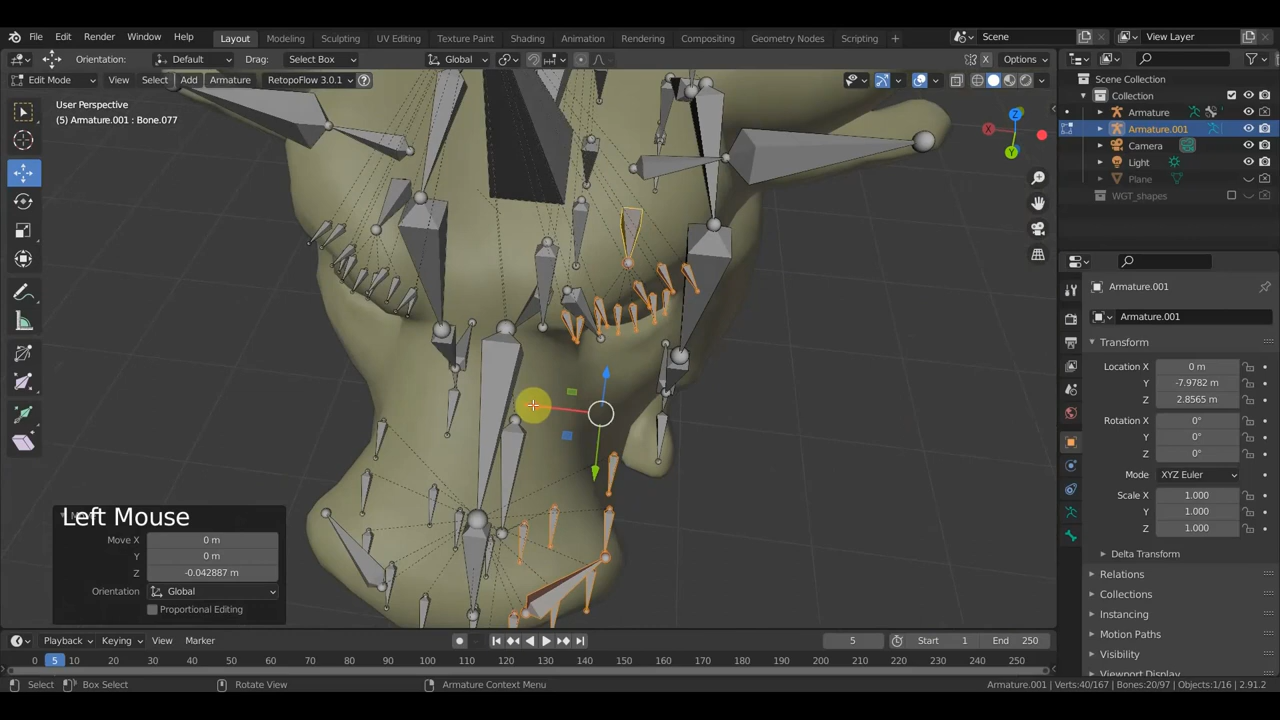 File Edit Render Window Help Layout Modeling Sculpting UV Editing Texture Paint Shading Animation Rendering Compositing Geometry Nodes Scripting + Scene View Layer
Orientation: Default Drag: Select Box Global X Options
Edit Mode View Select Add Armature RetopoFlow 3.0.1
User Perspective
(5) Armature.001 : Bone.077
Scene Collection
Collection
Armature
Armature.001
Camera
Light
Plane
WGT_shapes
Armature.001
Armature.001
Transform
Location X 0 m
Y -7.9782 m
Z 2.8565 m
Rotation X 0°
Y 0°
Z 0°
Mode XYZ Euler
Scale X 1.000
Y 1.000
Z 1.000
Delta Transform
Relations
Collections
Instancing
Motion Paths
Visibility
Viewport Display
Left Mouse
Move X 0 m
Y 0 m
Z -0.042887 m
Orientation Global
Proportional Editing
Playback Keying View Marker 5 Start 1 End 250
0 5 10 20 30 40 50 60 70 80 90 100 110 120 130 140 150 160 170 180 190 200 210 220 230 240 250
Select Box Select Rotate View Armature Context Menu Armature.001 | Verts:40/167 | Bones:20/97 | Objects:1/16 | 2.91.2